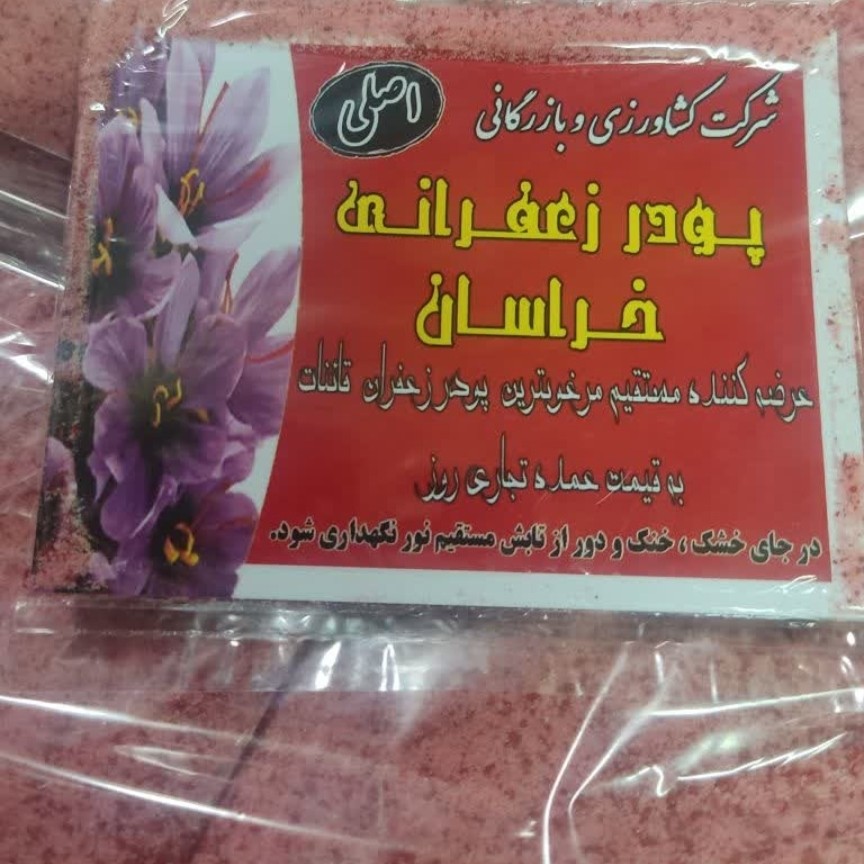 اصلی
شرکت کشاورزی و بازرگانی
پودر زعفرانی
خراسان
عرضه کننده مستقیم مرغوبترین پودر زعفران قائنات
به قیمت عمده تجاری روز
در جای خشک ، خنک و دور از تابش مستقیم نور نگهداری شود.